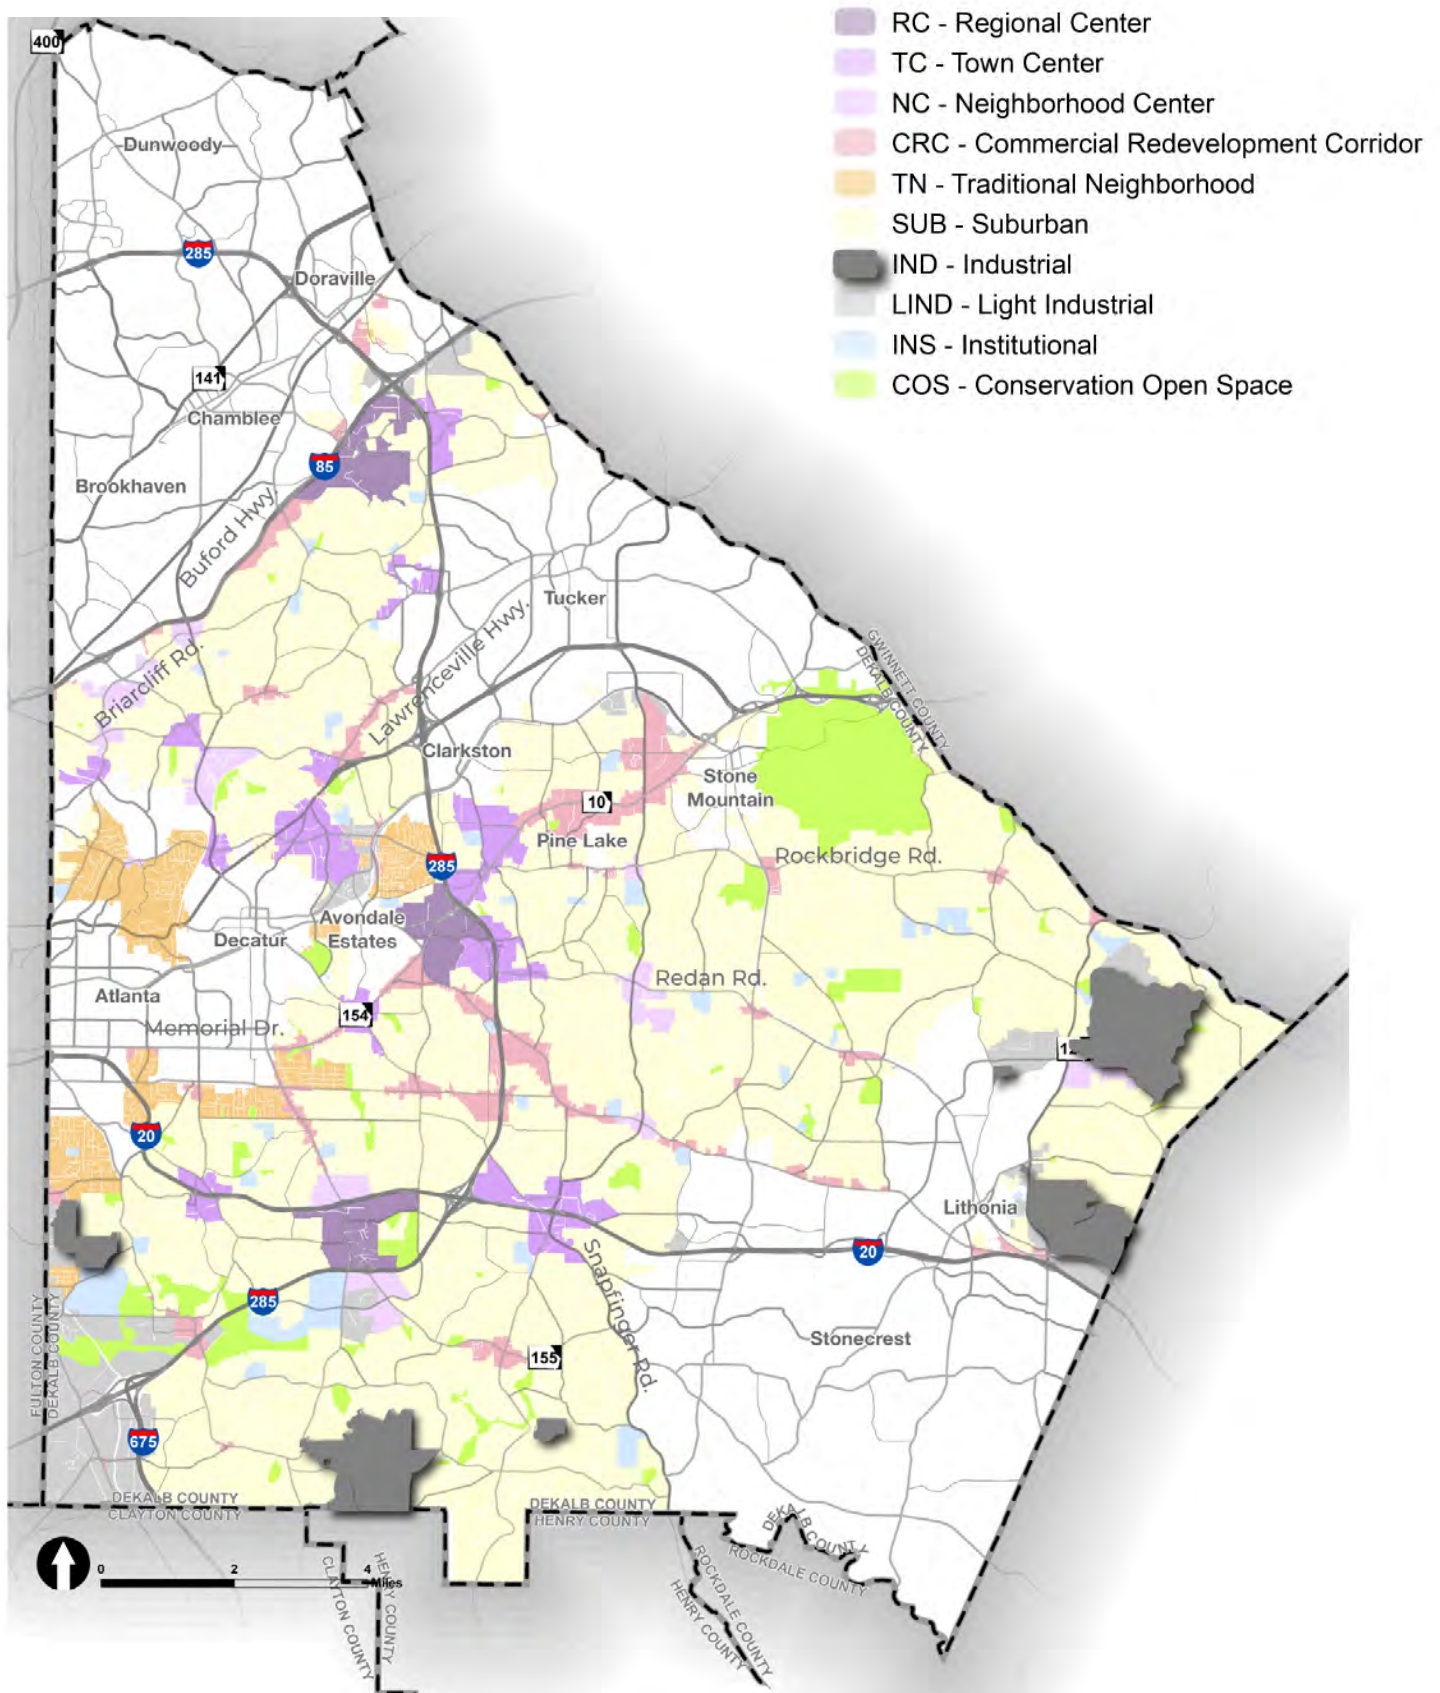 RC - Regional Center
TC - Town Center
NC - Neighborhood Center
CRC - Commercial Redevelopment Corridor
TN - Traditional Neighborhood
SUB - Suburban
IND - Industrial
LIND - Light Industrial
INS - Institutional
COS - Conservation Open Space
400
Dunwoody
285
Doraville
141
Chamblee
85
Brookhaven
Buford Hwy.
Tucker
Lawrenceville Hwy.
Briarcliff Rd.
GWINNETT COUNTY
DEKALB COUNTY
Clarkston
Stone
Mountain
10
Pine Lake
Rockbridge Rd.
285
Avondale
Estates
Decatur
Redan Rd.
Atlanta
154
Memorial Dr.
20
Lithonia
20
Snapfinger Rd.
285
FULTON COUNTY
DEKALB COUNTY
Stonecrest
155
675
DEKALB COUNTY
CLAYTON COUNTY
DEKALB COUNTY
HENRY COUNTY
DEKALB COUNTY
ROCKDALE COUNTY
0 2 4
Miles
CLAYTON COUNTY
HENRY COUNTY
ROCKDALE COUNTY
HENRY COUNTY